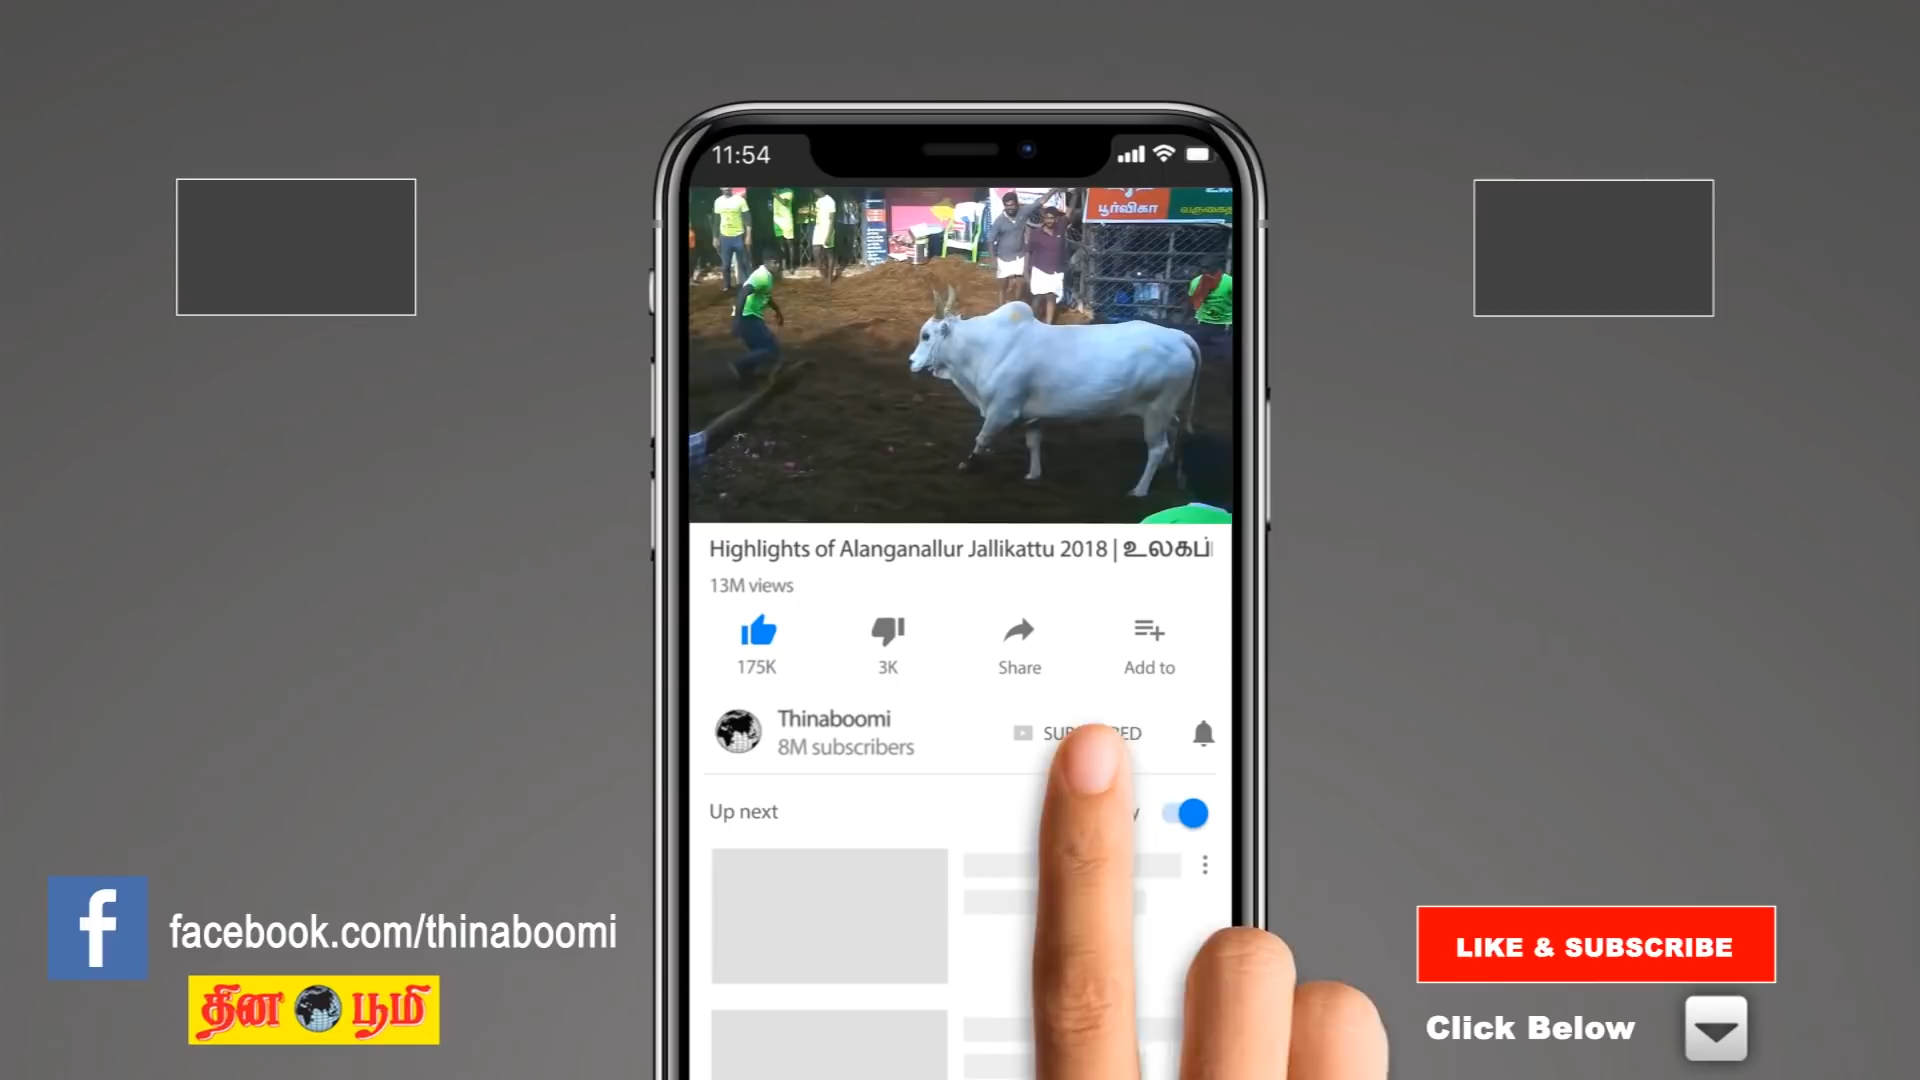 11:54
பூர்விகா
Highlights of Alanganallur Jallikattu 2018 | உலகப்
13M views
175K
3K
Share
Add to
Thinaboomi
8M subscribers
Up next
facebook.com/thinaboomi
தின பூமி
LIKE & SUBSCRIBE
Click Below